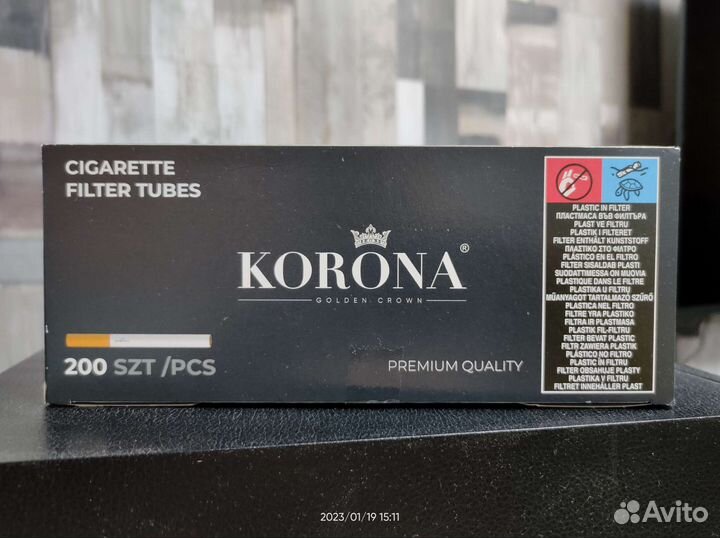 CIGARETTE
FILTER TUBES
KORONA®
GOLDEN CROWN
200 SZT /PCS
PREMIUM QUALITY
PLASTIC IN FILTER
ПЛАСТМАСА ВЪВ ФИЛТЪРА
PLAST VE FILTRU
PLASTIK I FILTERET
FILTER ENTHÄLT KUNSTSTOFF
ΠΛΑΣΤΙΚΟ ΣΤΟ ΦΙΛΤΡΟ
PLÁSTICO EN EL FILTRO
FILTER SISALDAB PLASTI
SUODATTIMESSA ON MUOVIA
PLASTIQUE DANS LE FILTRE
PLASTIKA U FILTRU
MŰANYAGOT TARTALMAZÓ SZŰRŐ
PLASTICA NEL FILTRO
FILTRE YRA PLASTIKO
FILTRA IR PLASTMASA
PLASTIK FIL-FILTRU
FILTER BEVAT PLASTIC
FILTR ZAWIERA PLASTIK
PLÁSTICO NO FILTRO
PLASTIC ÎN FILTRU
FILTER OBSAHUJE PLASTY
PLASTIKA V FILTRU
FILTRET INNEHÅLLER PLAST
2023/01/19 15:11
Avito